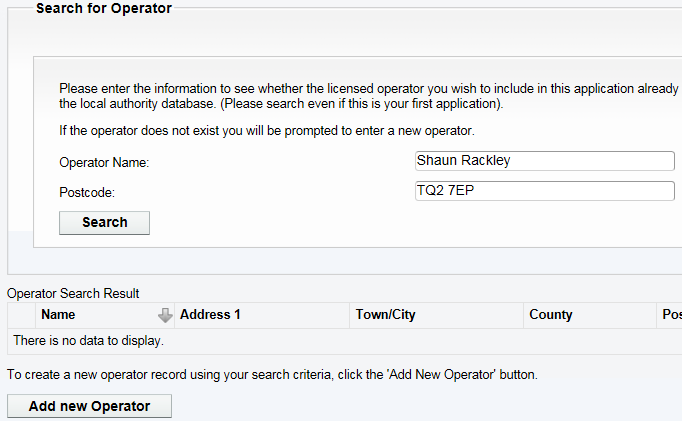 Search for Operator
Please enter the information to see whether the licensed operator you wish to include in this application already
the local authority database. (Please search even if this is your first application).
If the operator does not exist you will be prompted to enter a new operator.
Operator Name: Shaun Rackley
Postcode: TQ2 7EP
Search
Operator Search Result
Name Address 1 Town/City County Pos
There is no data to display.
To create a new operator record using your search criteria, click the 'Add New Operator' button.
Add new Operator